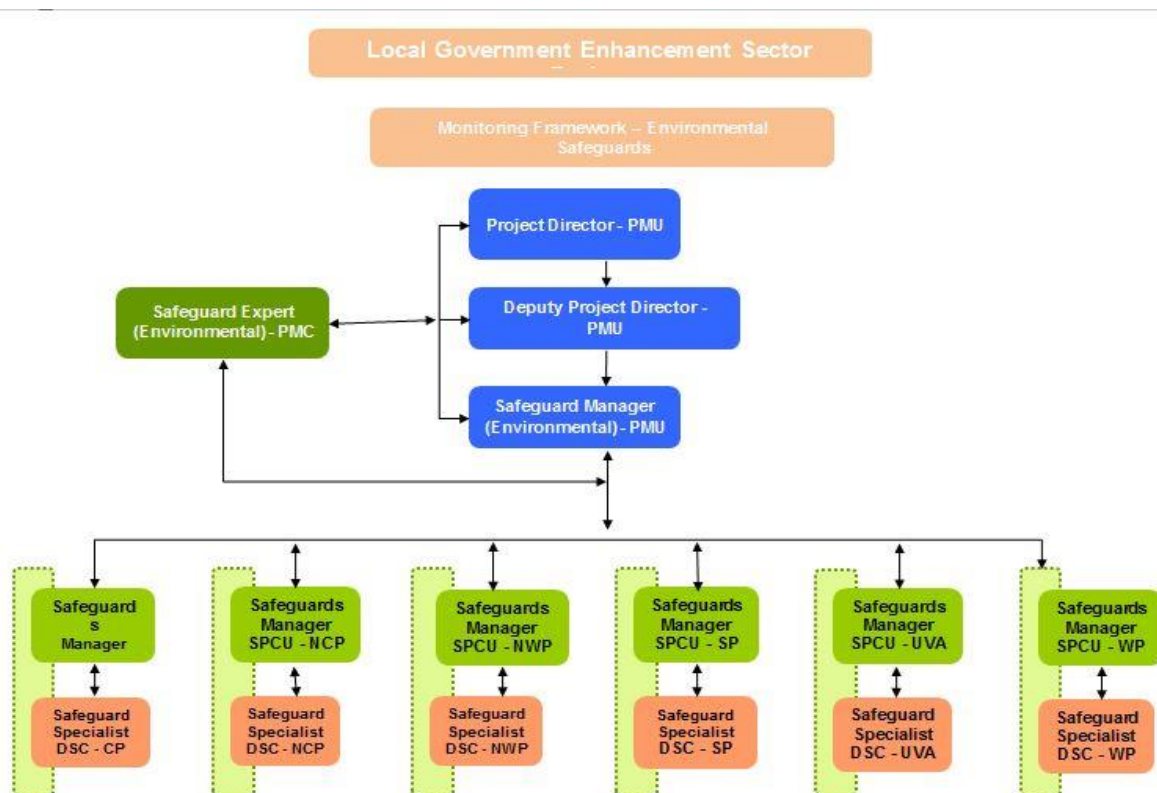 Local Government Enhancement Sector
Monitoring Framework – Environmental
Safeguards
Project Director - PMU
Deputy Project Director -
PMU
Safeguard Expert
(Environmental) - PMC
Safeguard Manager
(Environmental) - PMU
Safeguard
s
Manager
Safeguards
Manager
SPCU - NCP
Safeguards
Manager
SPCU - NWP
Safeguards
Manager
SPCU - SP
Safeguards
Manager
SPCU - UVA
Safeguards
Manager
SPCU - WP
Safeguard
Specialist
DSC - CP
Safeguard
Specialist
DSC - NCP
Safeguard
Specialist
DSC - NWP
Safeguard
Specialist
DSC - SP
Safeguard
Specialist
DSC - UVA
Safeguard
Specialist
DSC - WP